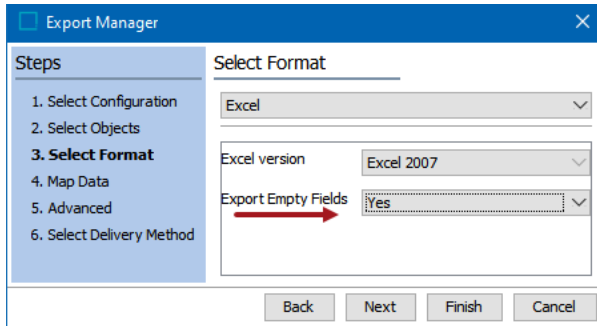 Export Manager
Steps
1. Select Configuration
2. Select Objects
3. Select Format
4. Map Data
5. Advanced
6. Select Delivery Method
Select Format
Excel
Excel version
Excel 2007
Export Empty Fields
Yes
Back Next Finish Cancel